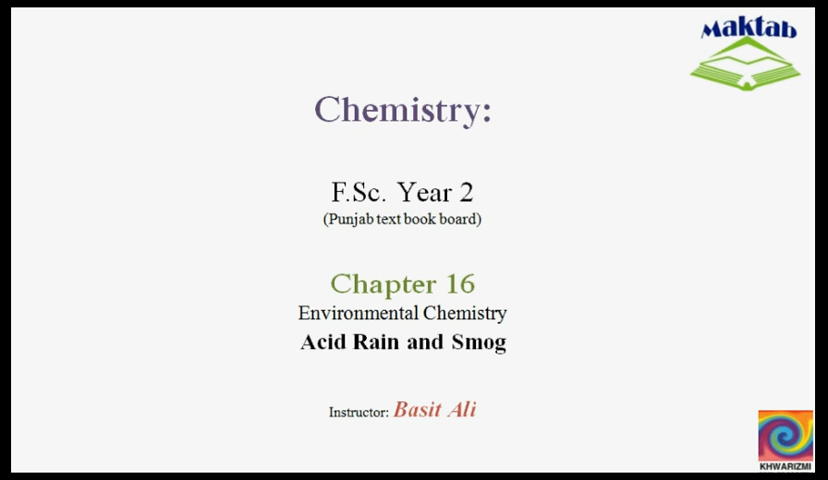 Maktab
Chemistry:
F.Sc. Year 2
(Punjab text book board)
Chapter 16
Environmental Chemistry
Acid Rain and Smog
Instructor: Basit Ali
KHWARIZMI